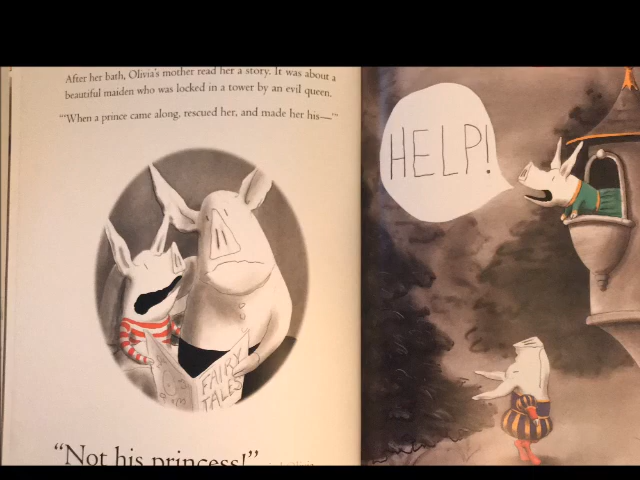 After her bath, Olivia's mother read her a story. It was about a
beautiful maiden who was locked in a tower by an evil queen.
"'When a prince came along, rescued her, and made her his—'"
FAIRY
TALES
"Not his princess!"
HELP!